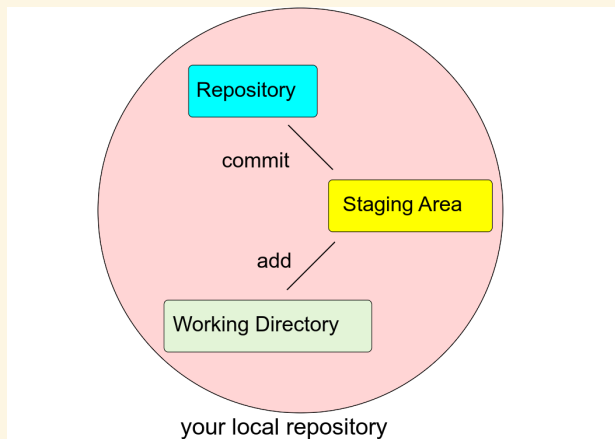 Repository
commit
Staging Area
add
Working Directory
your local repository